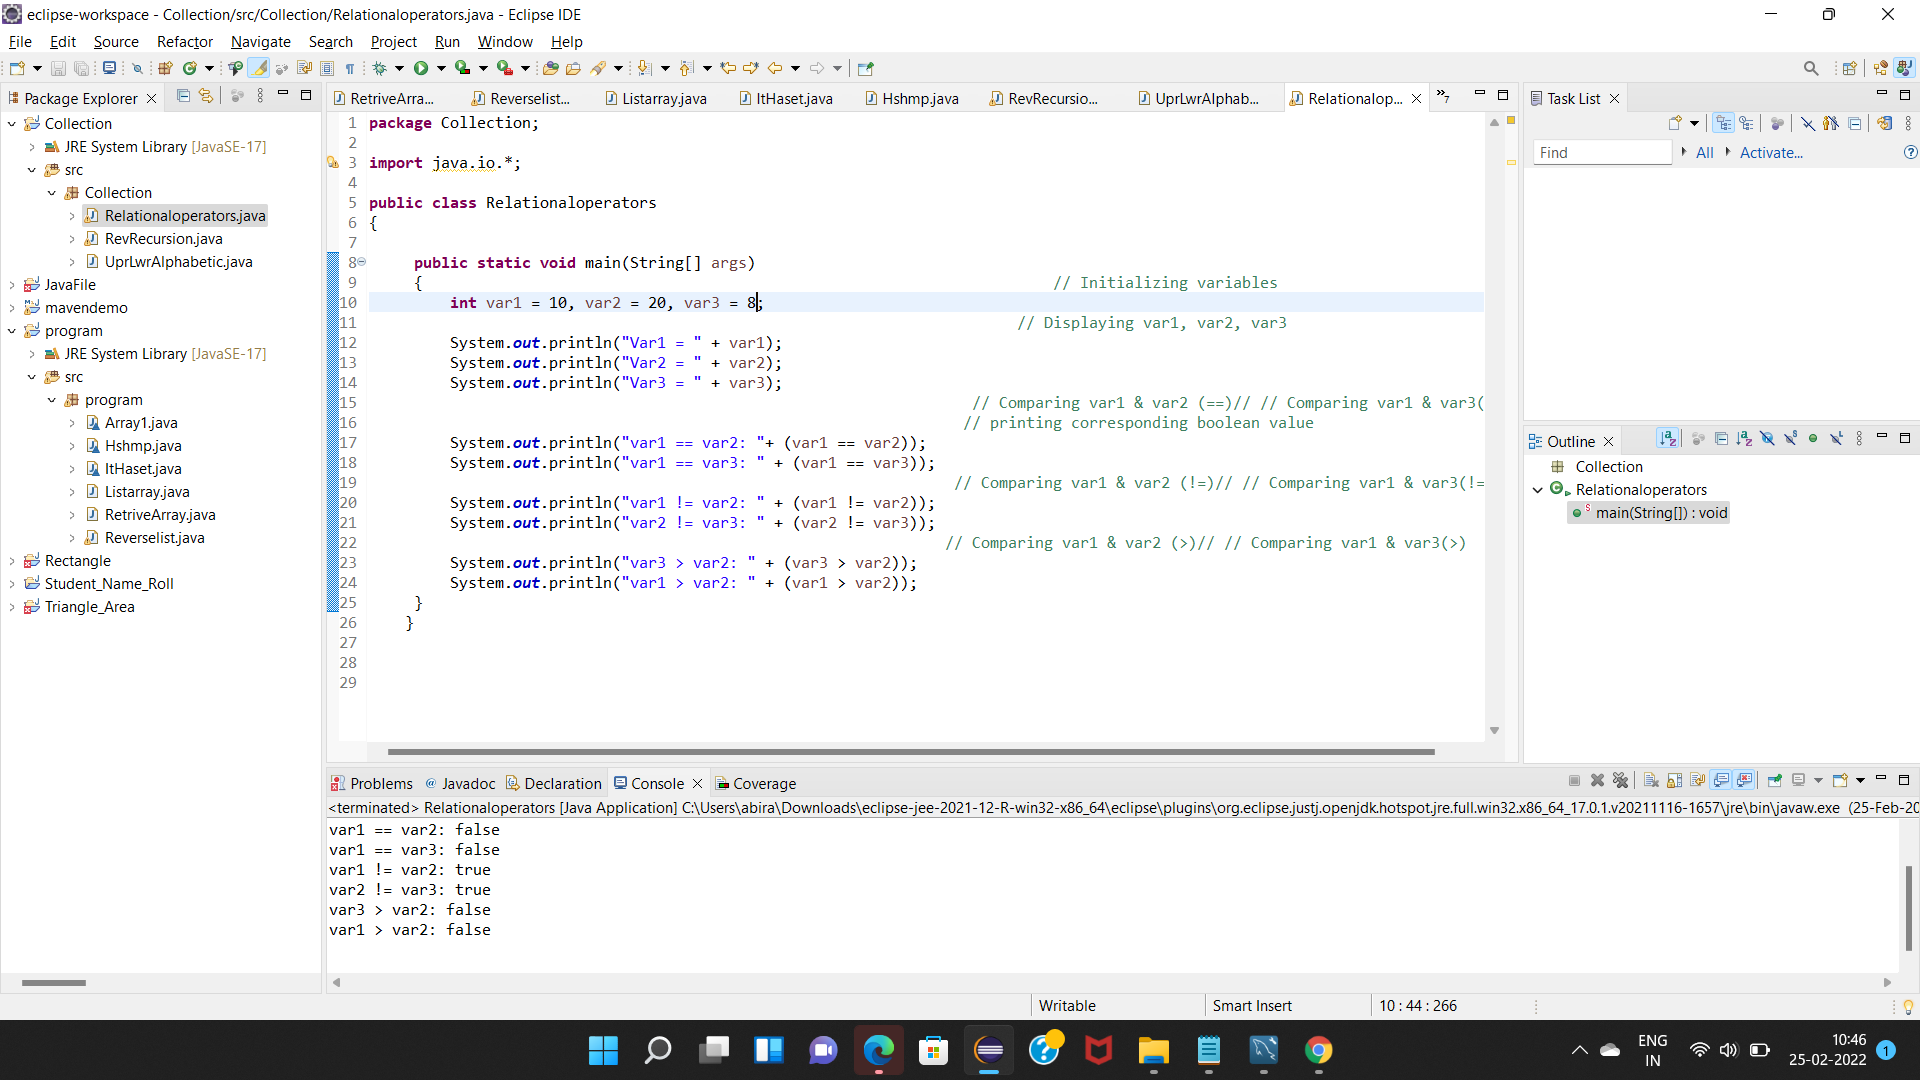 eclipse-workspace - Collection/src/Collection/Relationaloperators.java - Eclipse IDE
File Edit Source Refactor Navigate Search Project Run Window Help
Package Explorer
Collection
JRE System Library [JavaSE-17]
src
Collection
Relationaloperators.java
RevRecursion.java
UprLwrAlphabetic.java
JavaFile
mavendemo
program
JRE System Library [JavaSE-17]
src
program
Array1.java
Hshmp.java
ItHaset.java
Listarray.java
RetriveArray.java
Reverselist.java
Rectangle
Student_Name_Roll
Triangle_Area
RetriveArra... Reverselist... Listarray.java ItHaset.java Hshmp.java RevRecursio... UprLwrAlphab... Relationalop... »7
1 package Collection;
2
3 import java.io.*;
4
5 public class Relationaloperators
6 {
7
8 public static void main(String[] args)
9 { // Initializing variables
10 int var1 = 10, var2 = 20, var3 = 8;
11 // Displaying var1, var2, var3
12 System.out.println("Var1 = " + var1);
13 System.out.println("Var2 = " + var2);
14 System.out.println("Var3 = " + var3);
15 // Comparing var1 & var2 (==)// // Comparing var1 & var3(
16 // printing corresponding boolean value
17 System.out.println("var1 == var2: "+ (var1 == var2));
18 System.out.println("var1 == var3: " + (var1 == var3));
19 // Comparing var1 & var2 (!=)// // Comparing var1 & var3(!=
20 System.out.println("var1 != var2: " + (var1 != var2));
21 System.out.println("var2 != var3: " + (var2 != var3));
22 // Comparing var1 & var2 (>)// // Comparing var1 & var3(>)
23 System.out.println("var3 > var2: " + (var3 > var2));
24 System.out.println("var1 > var2: " + (var1 > var2));
25 }
26 }
27
28
29
Task List
Find All Activate...
Outline
Collection
Relationaloperators
main(String[]) : void
Problems @ Javadoc Declaration Console Coverage
<terminated> Relationaloperators [Java Application] C:\Users\abira\Downloads\eclipse-jee-2021-12-R-win32-x86_64\eclipse\plugins\org.eclipse.justj.openjdk.hotspot.jre.full.win32.x86_64_17.0.1.v20211116-1657\jre\bin\javaw.exe (25-Feb-20
var1 == var2: false
var1 == var3: false
var1 != var2: true
var2 != var3: true
var3 > var2: false
var1 > var2: false
Writable Smart Insert 10 : 44 : 266
ENG
IN
10:46
25-02-2022
1